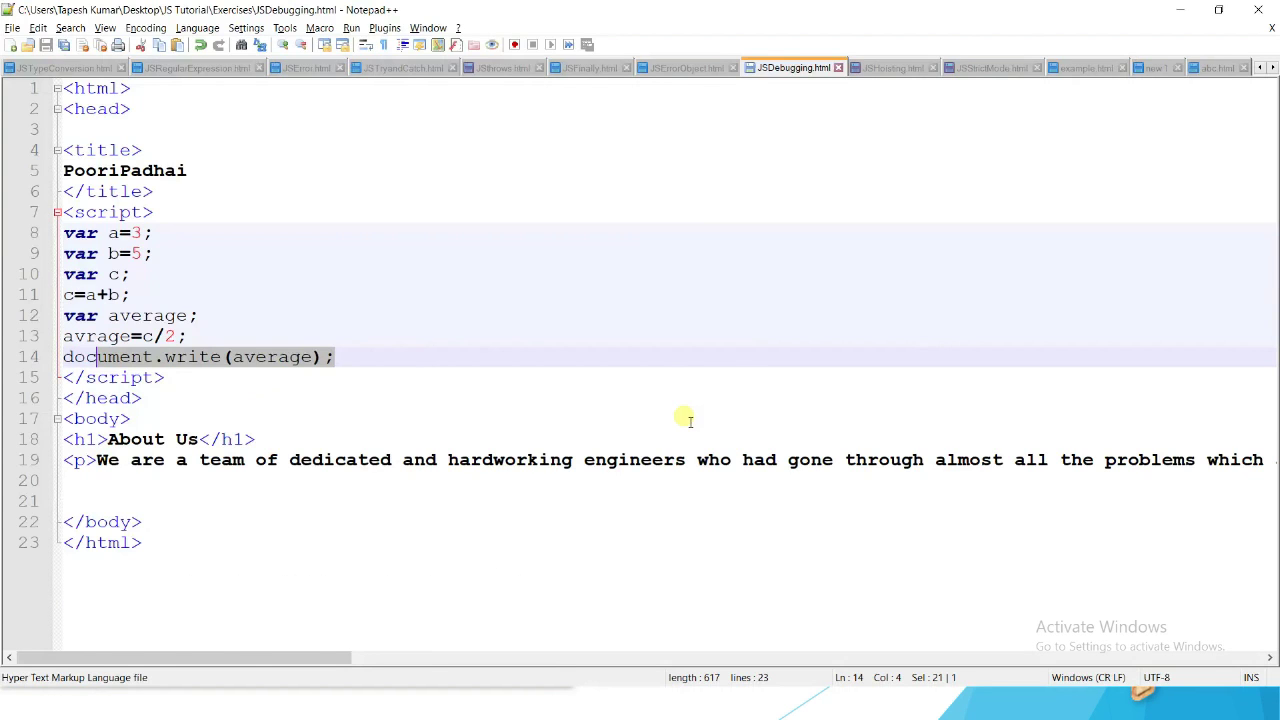 C:\Users\Tapesh Kumar\Desktop\JS Tutorial\Exercises\JSDebugging.html - Notepad++
File Edit Search View Encoding Language Settings Tools Macro Run Plugins Window ?
X
JSTypeConversion.html JSRegularExpression.html JSError.html JSTryandCatch.html JSthrows.html JSFinally.html JSErrorObject.html JSDebugging.html JSHoisting.html JSStrictMode.html example.html new 1 abc.html
1 <html>
2 <head>
3
4 <title>
5 PooriPadhai
6 </title>
7 <script>
8 var a=3;
9 var b=5;
10 var c;
11 c=a+b;
12 var average;
13 avrage=c/2;
14 document.write(average);
15 </script>
16 </head>
17 <body>
18 <h1>About Us</h1>
19 <p>We are a team of dedicated and hardworking engineers who had gone through almost all the problems which
20
21
22 </body>
23 </html>
Activate Windows
Go to Settings to activate Windows.
Hyper Text Markup Language file length : 617 lines : 23 Ln : 14 Col : 4 Sel : 21 | 1 Windows (CR LF) UTF-8 INS